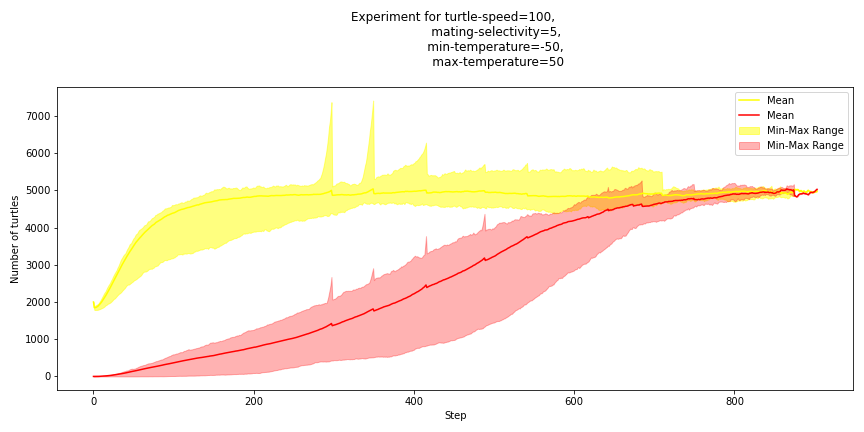 Experiment for turtle-speed=100,
mating-selectivity=5,
min-temperature=-50,
max-temperature=50
Mean
Mean
Min-Max Range
Min-Max Range
Number of turtles
7000
6000
5000
4000
3000
2000
1000
0
0 200 400 600 800
Step